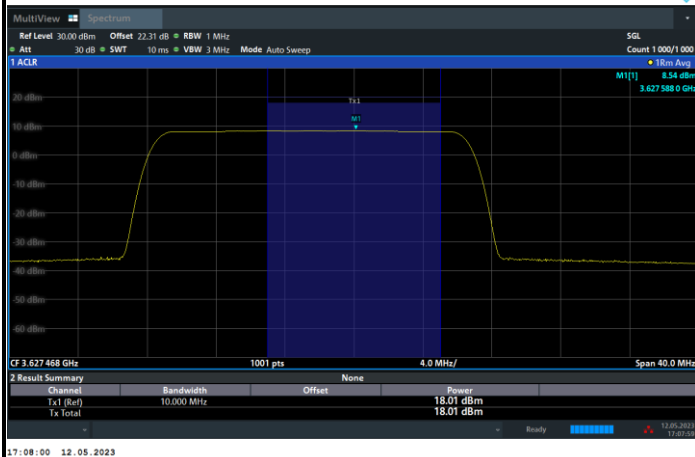 MultiView Spectrum
Ref Level 30.00 dBm Offset 22.31 dB RBW 1 MHz SGL
Att 30 dB SWT 10 ms VBW 3 MHz Mode Auto Sweep Count 1 000/1 000
1 ACLR 1Rm Avg
M1[1] 8.54 dBm
3.627 588 0 GHz
20 dBm
Tx1
10 dBm
M1
0 dBm
-10 dBm
-20 dBm
-30 dBm
-40 dBm
-50 dBm
-60 dBm
CF 3.627 468 GHz 1001 pts 4.0 MHz/ Span 40.0 MHz
2 Result Summary None
Channel Bandwidth Offset Power
Tx1 (Ref) 10.000 MHz 18.01 dBm
Tx Total 18.01 dBm
Ready 12.05.2023
17:07:59
17:08:00 12.05.2023